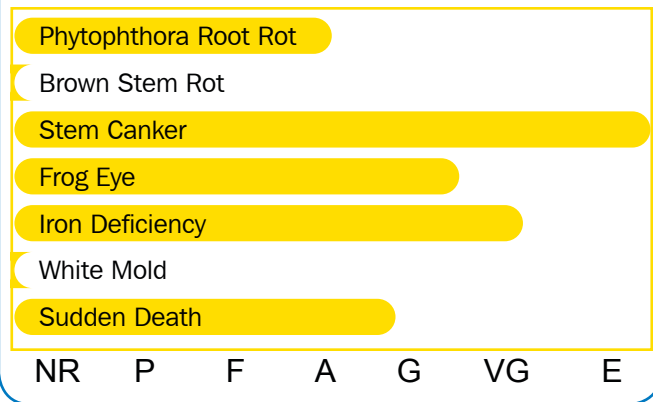 Phytophthora Root Rot
Brown Stem Rot
Stem Canker
Frog Eye
Iron Deficiency
White Mold
Sudden Death
NR P F A G VG E